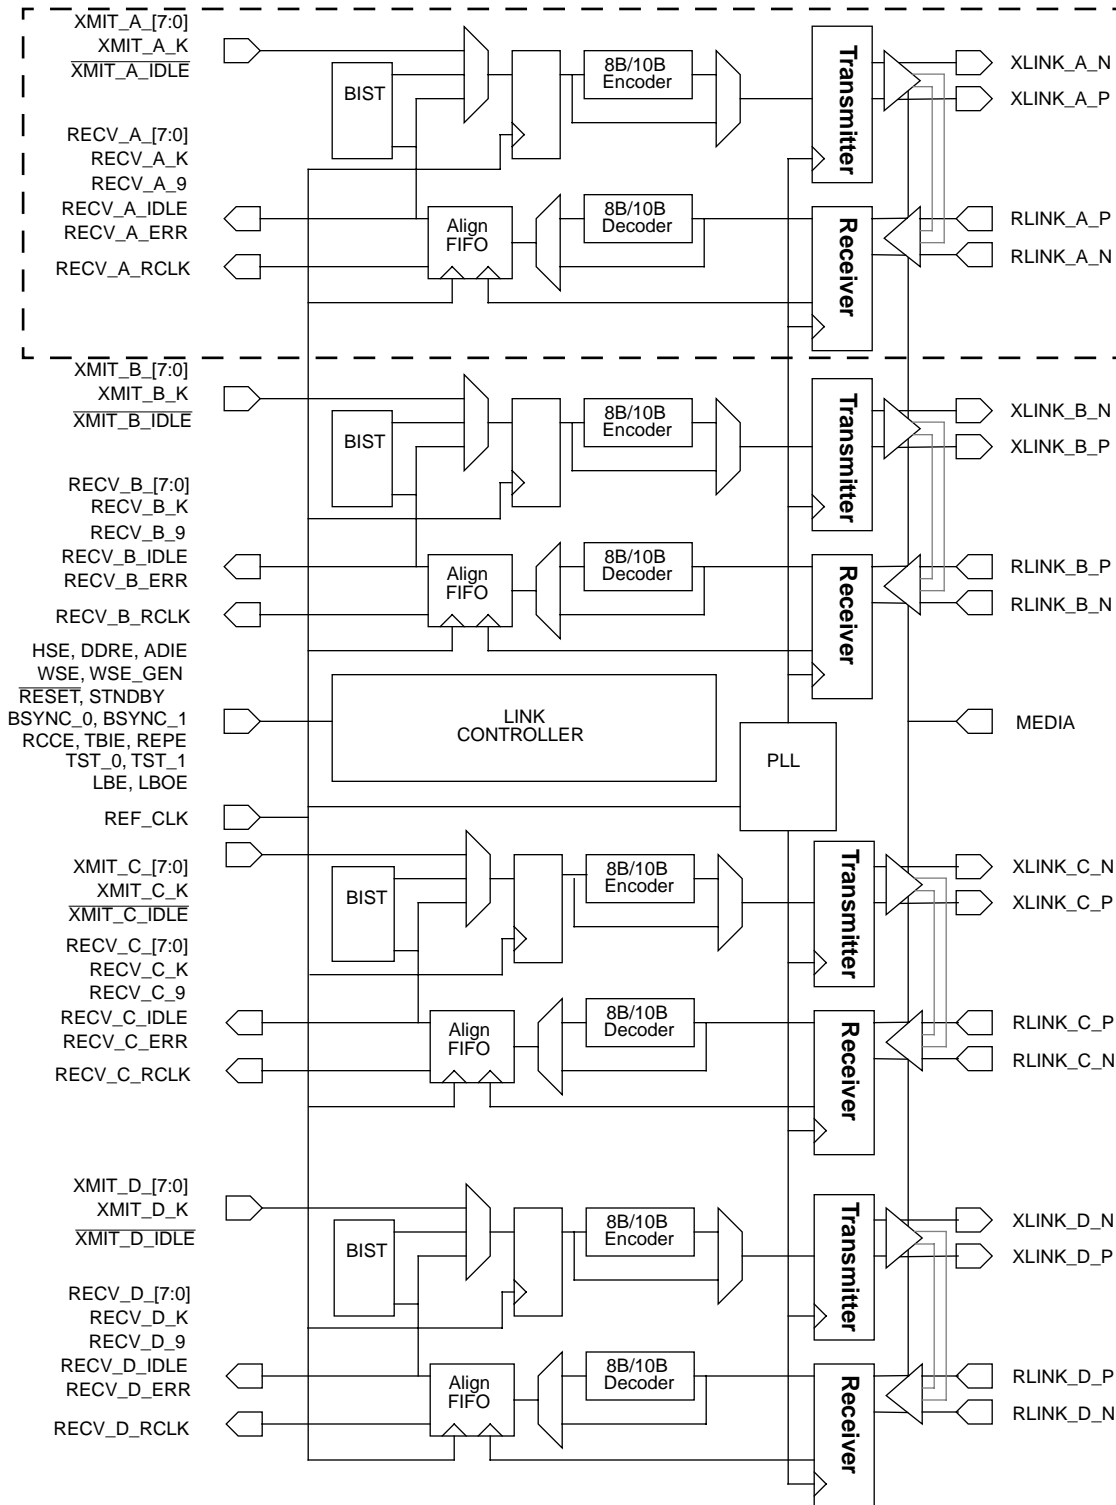 XMIT_A_[7:0]
XMIT_A_K
XMIT_A_IDLE
BIST
8B/10B
Encoder
Transmitter
XLINK_A_N
XLINK_A_P
RECV_A_[7:0]
RECV_A_K
RECV_A_9
RECV_A_IDLE
RECV_A_ERR
RECV_A_RCLK
Align
FIFO
8B/10B
Decoder
Receiver
RLINK_A_P
RLINK_A_N
XMIT_B_[7:0]
XMIT_B_K
XMIT_B_IDLE
BIST
8B/10B
Encoder
Transmitter
XLINK_B_N
XLINK_B_P
RECV_B_[7:0]
RECV_B_K
RECV_B_9
RECV_B_IDLE
RECV_B_ERR
RECV_B_RCLK
Align
FIFO
8B/10B
Decoder
Receiver
RLINK_B_P
RLINK_B_N
HSE, DDRE, ADIE
WSE, WSE_GEN
RESET, STNDBY
BSYNC_0, BSYNC_1
RCCE, TBIE, REPE
TST_0, TST_1
LBE, LBOE
LINK
CONTROLLER
PLL
MEDIA
REF_CLK
XMIT_C_[7:0]
XMIT_C_K
XMIT_C_IDLE
BIST
8B/10B
Encoder
Transmitter
XLINK_C_N
XLINK_C_P
RECV_C_[7:0]
RECV_C_K
RECV_C_9
RECV_C_IDLE
RECV_C_ERR
RECV_C_RCLK
Align
FIFO
8B/10B
Decoder
Receiver
RLINK_C_P
RLINK_C_N
XMIT_D_[7:0]
XMIT_D_K
XMIT_D_IDLE
BIST
8B/10B
Encoder
Transmitter
XLINK_D_N
XLINK_D_P
RECV_D_[7:0]
RECV_D_K
RECV_D_9
RECV_D_IDLE
RECV_D_ERR
RECV_D_RCLK
Align
FIFO
8B/10B
Decoder
Receiver
RLINK_D_P
RLINK_D_N